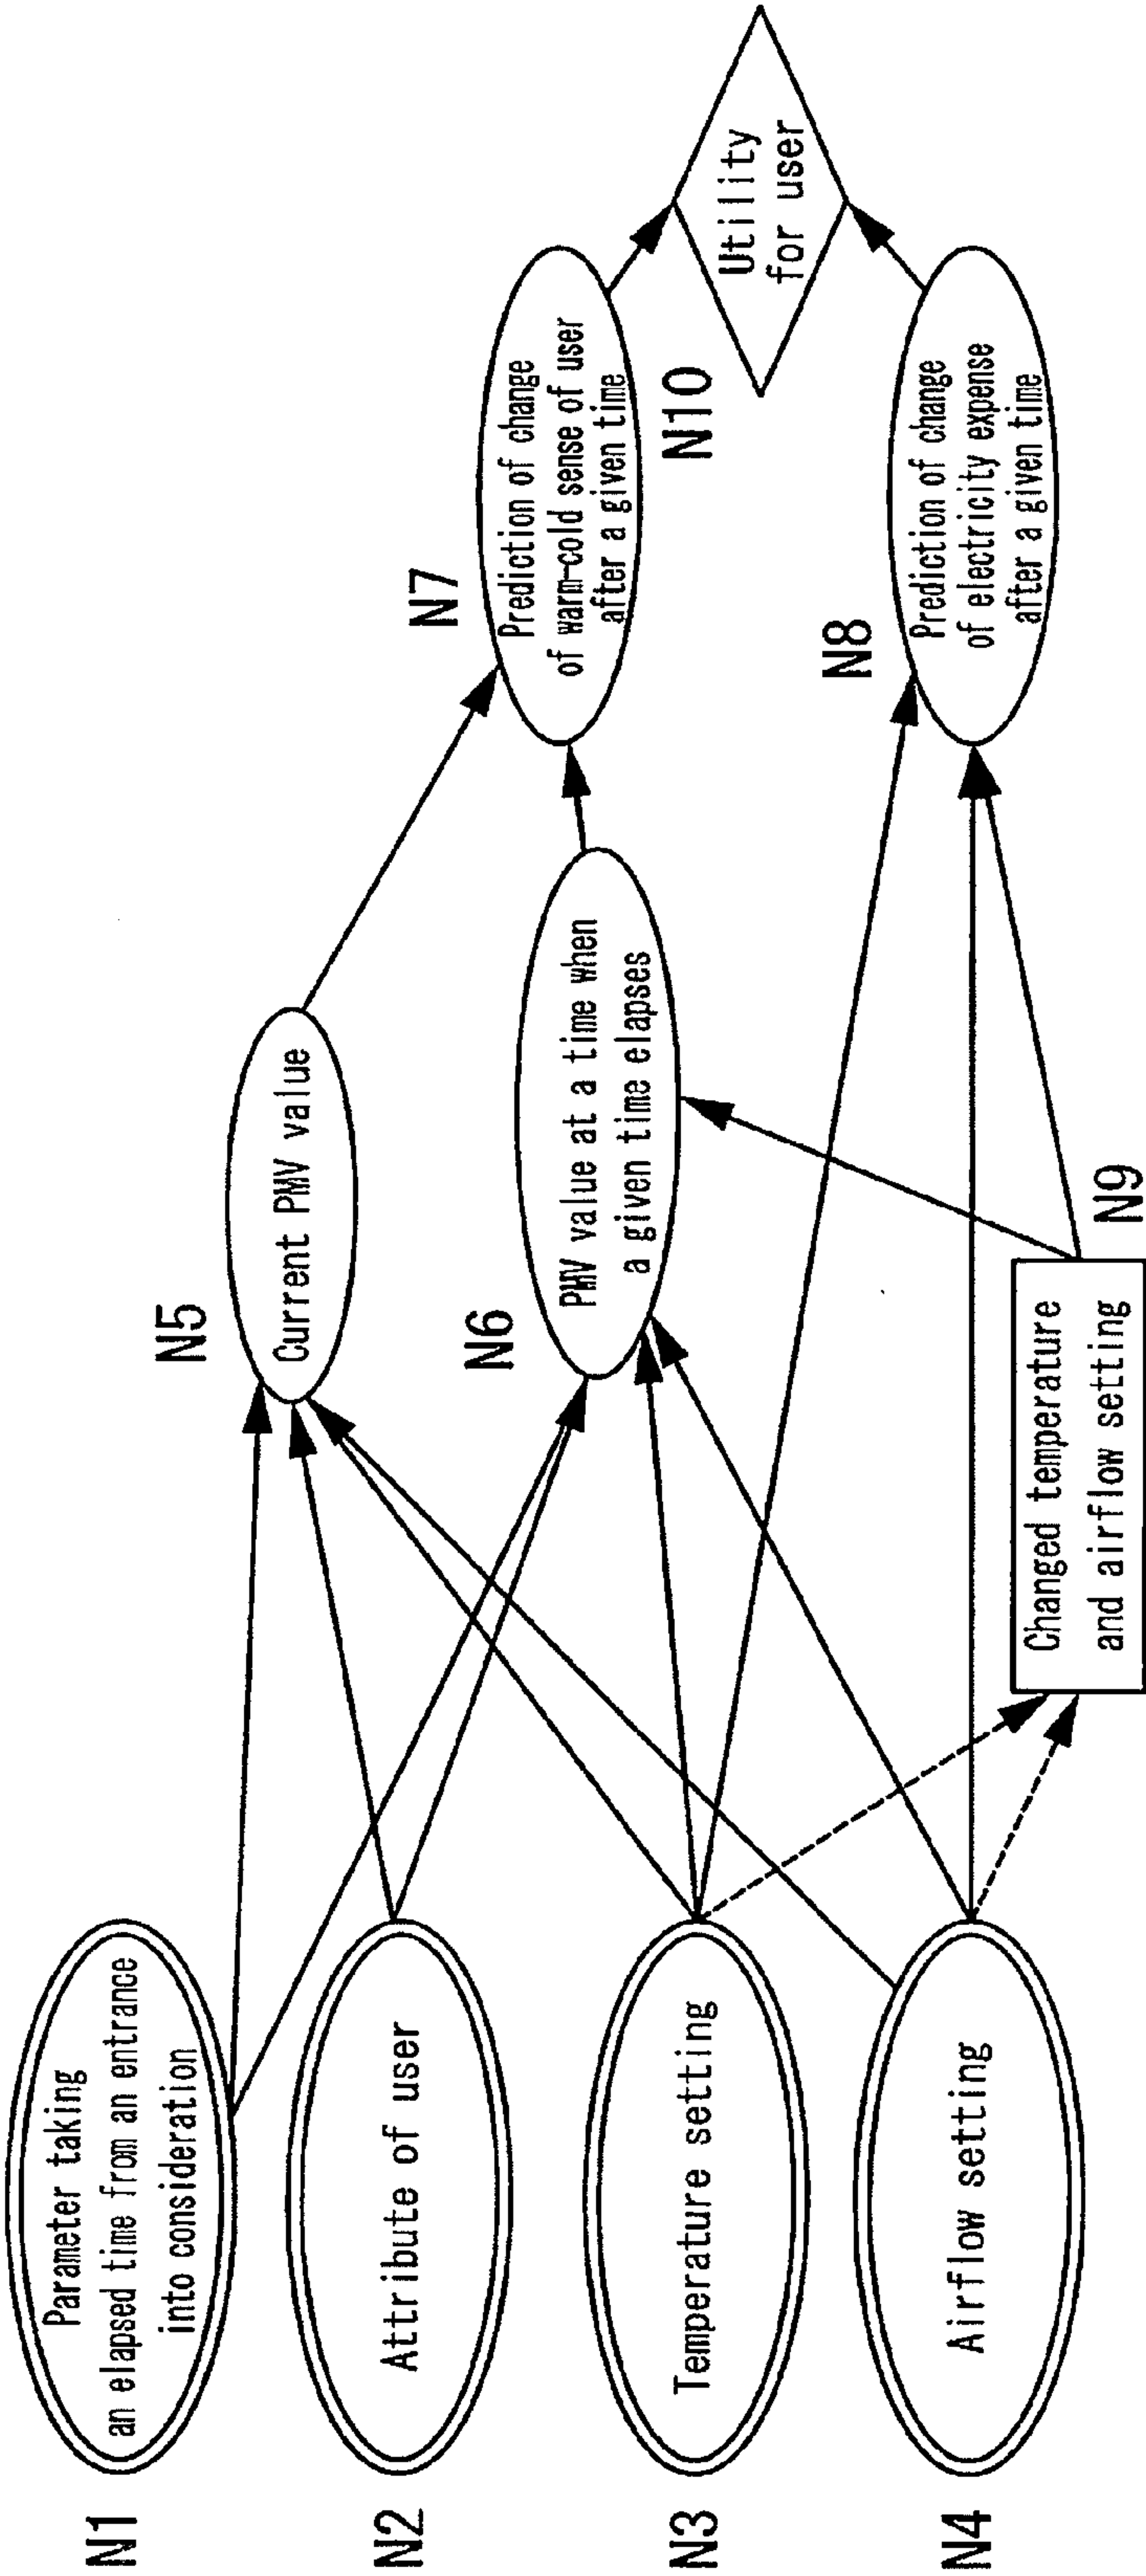 N1
Parameter taking
an elapsed time from an entrance
into consideration
N2
Attribute of user
N3
Temperature setting
N4
Airflow setting
N5
Current PMV value
N6
PMV value at a time when
a given time elapses
N9
Changed temperature
and airflow setting
N7
Prediction of change
of warm-cold sense of user
after a given time
N8
Prediction of change
of electricity expense
after a given time
N10
Utility
for user